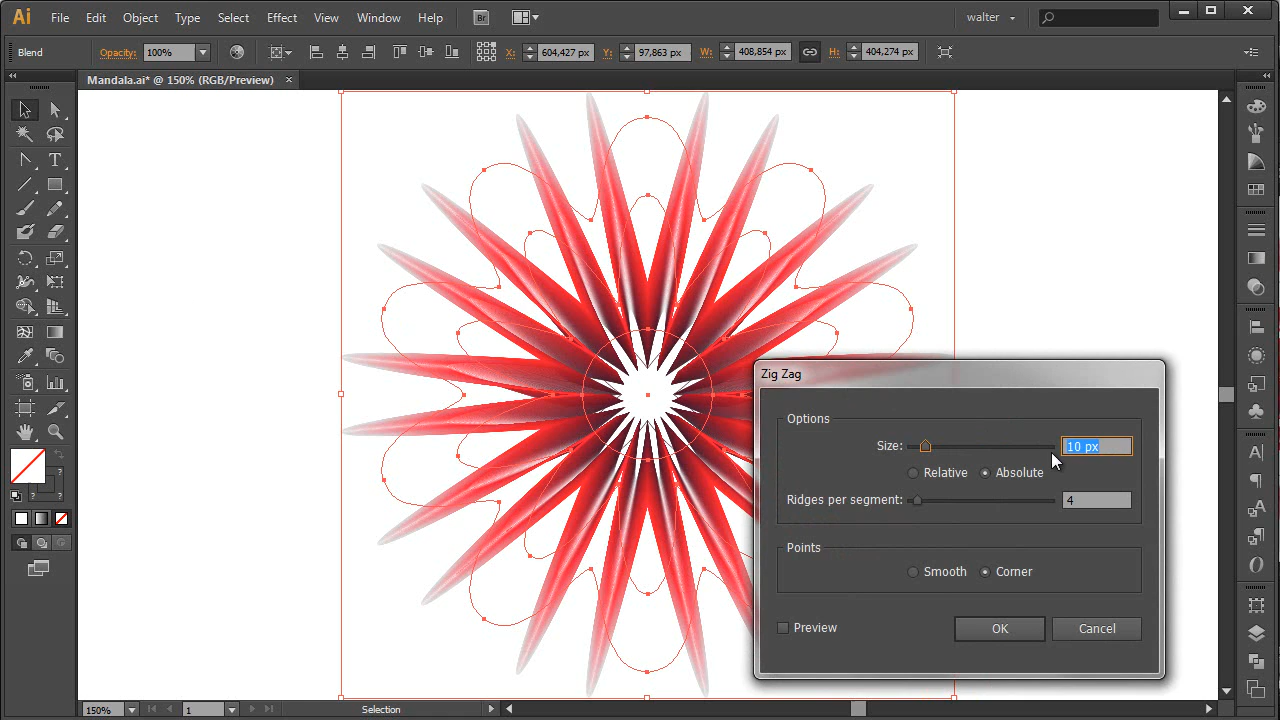 Ai File Edit Object Type Select Effect View Window Help Br walter
Blend Opacity: 100% X: 604,427 px Y: 97,863 px W: 408,854 px H: 404,274 px
Mandala.ai* @ 150% (RGB/Preview)
Zig Zag
Options
Size: 10 px
Relative Absolute
Ridges per segment: 4
Points
Smooth Corner
Preview OK Cancel
150% 1 Selection